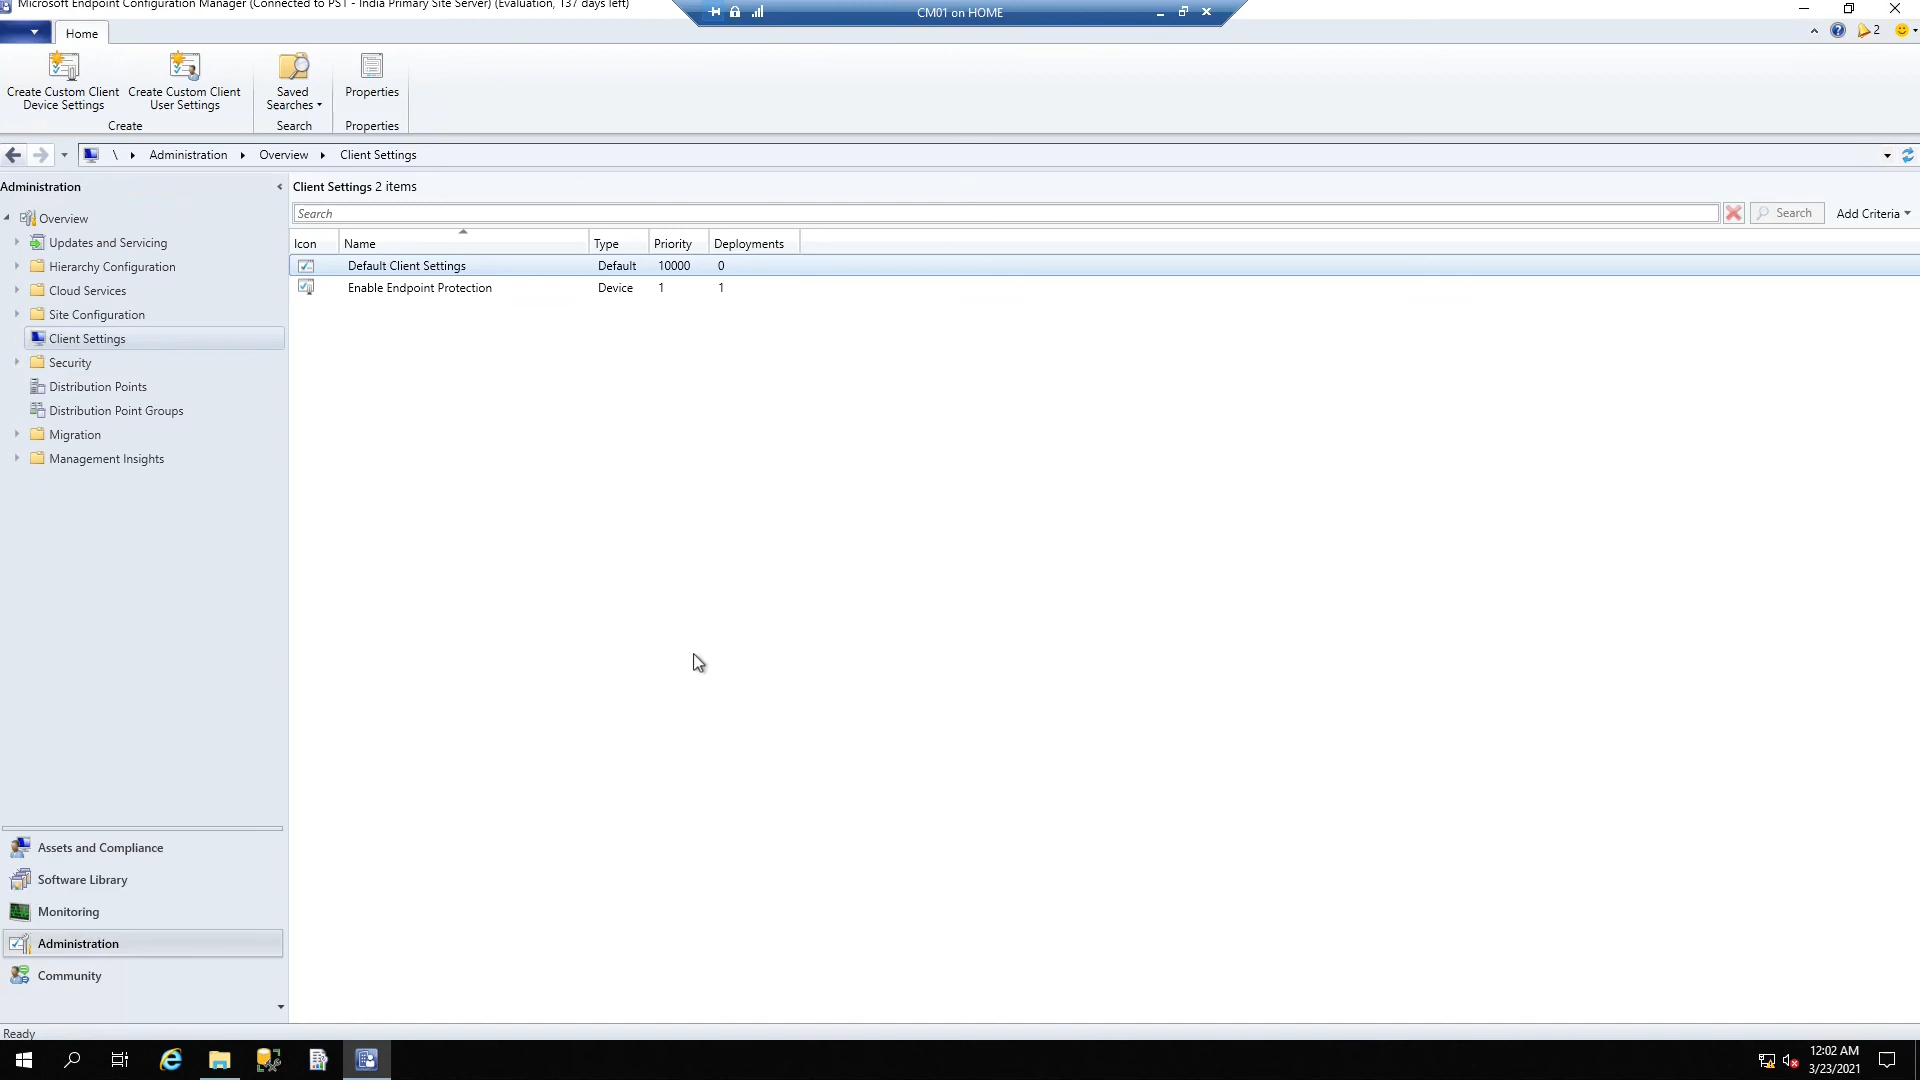 Microsoft Endpoint Configuration Manager (Connected to PS1 - India Primary Site Server) (Evaluation, 137 days left)
CM01 on HOME
Home
2
Create Custom Client Device Settings
Create Custom Client User Settings
Saved Searches
Properties
Create
Search
Properties
\ Administration Overview Client Settings
Administration
Overview
Updates and Servicing
Hierarchy Configuration
Cloud Services
Site Configuration
Client Settings
Security
Distribution Points
Distribution Point Groups
Migration
Management Insights
Client Settings 2 items
Search
Search
Add Criteria
Icon Name Type Priority Deployments
Default Client Settings Default 10000 0
Enable Endpoint Protection Device 1 1
Assets and Compliance
Software Library
Monitoring
Administration
Community
Ready
12:02 AM
3/23/2021